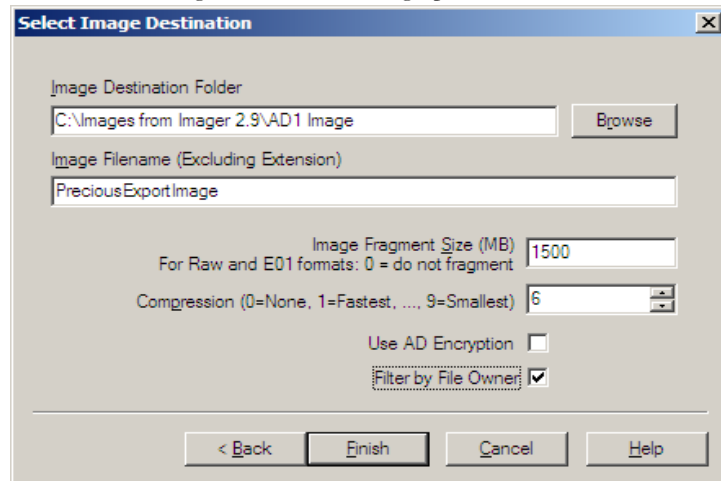 Select Image Destination
Image Destination Folder
C:\Images from Imager 2.9\AD1 Image
Browse
Image Filename (Excluding Extension)
PreciousExportImage
Image Fragment Size (MB)
For Raw and E01 formats: 0 = do not fragment
1500
Compression (0=None, 1=Fastest, ..., 9=Smallest)
6
Use AD Encryption
Filter by File Owner
< Back
Finish
Cancel
Help